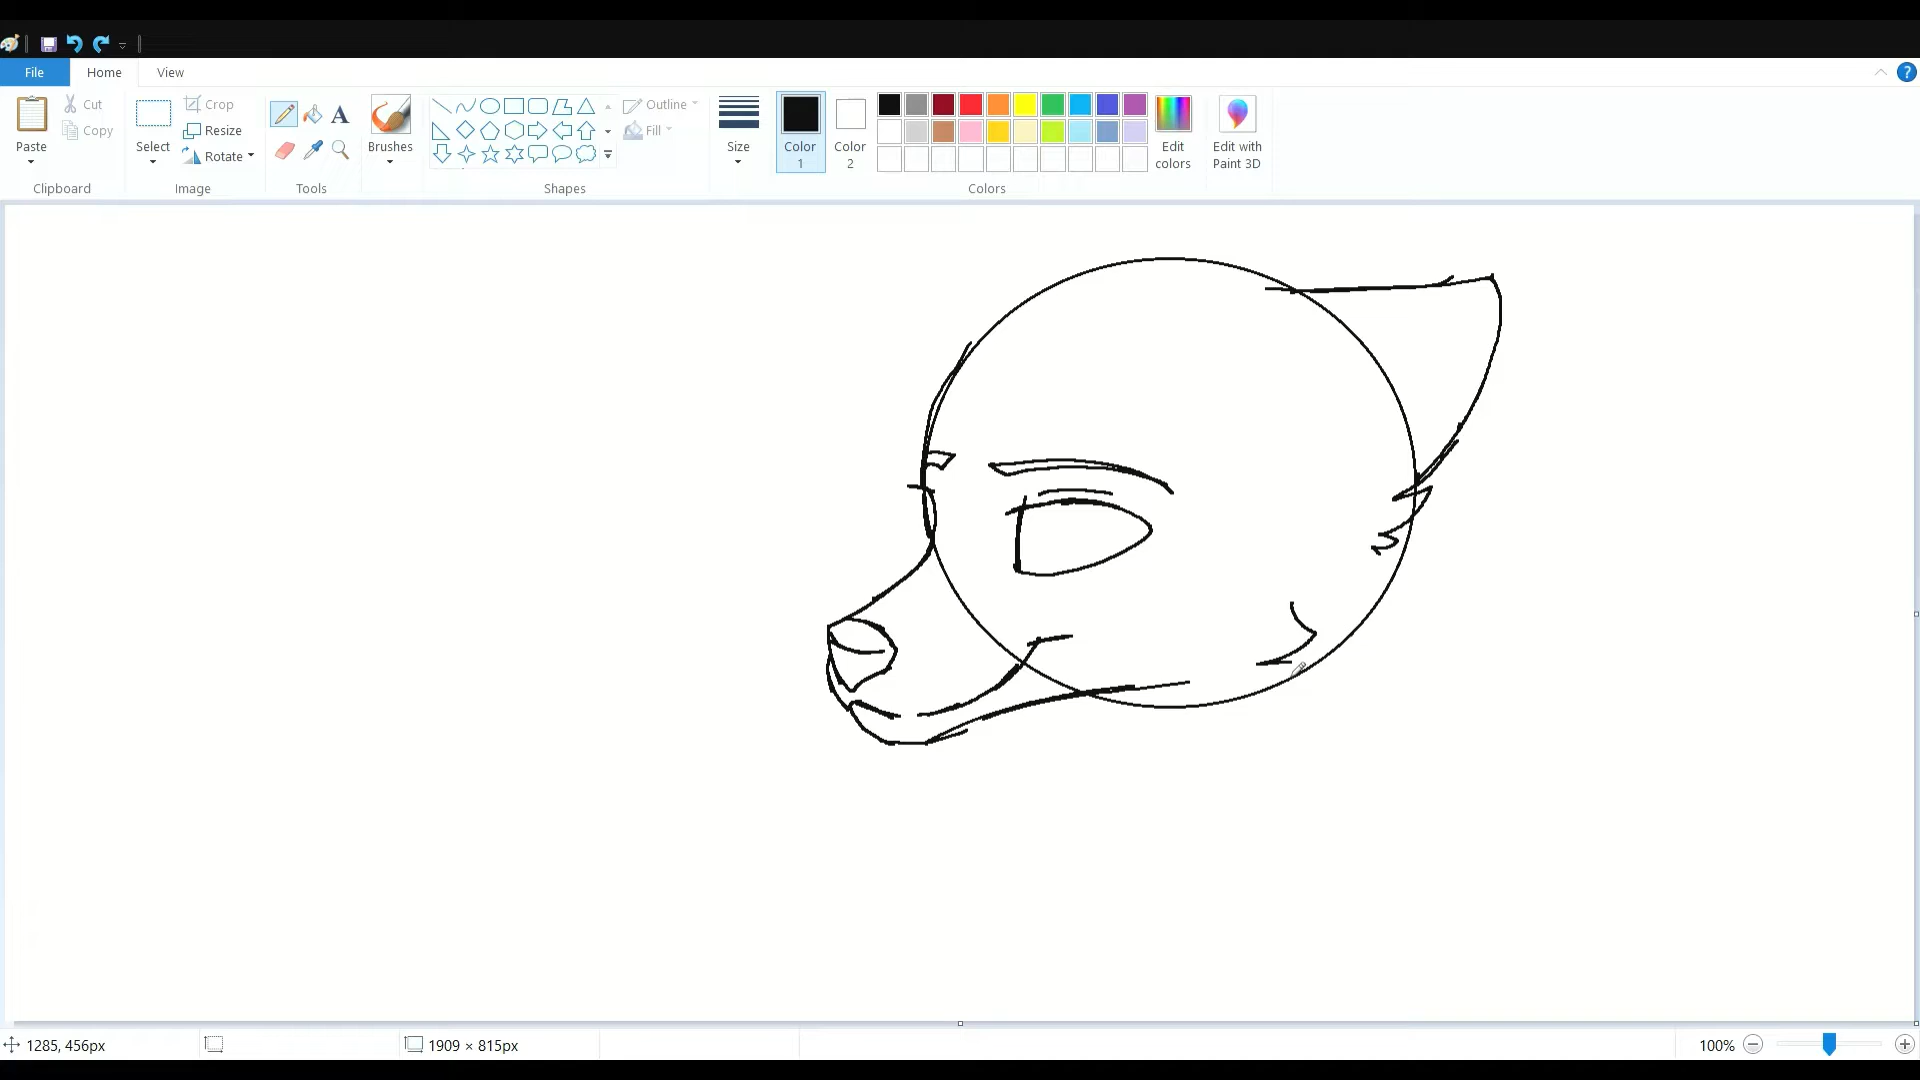 File Home View ?
Paste Cut Copy
Select Crop Resize Rotate
A
Brushes
Outline
Fill
Size
Color 1
Color 2
Edit colors
Edit with Paint 3D
Clipboard Image Tools Shapes Colors
1285, 456px 1909 × 815px 100%